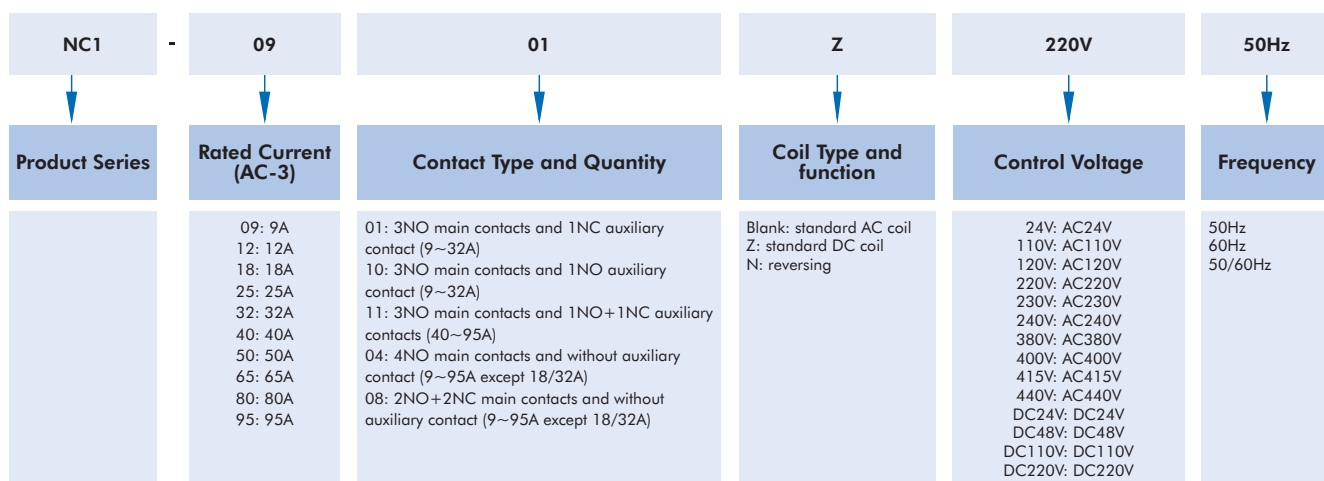 NC1 - 09 01 Z 220V 50Hz
Product Series
Rated Current
(AC-3)
Contact Type and Quantity
Coil Type and
function
Control Voltage
Frequency
09: 9A
12: 12A
18: 18A
25: 25A
32: 32A
40: 40A
50: 50A
65: 65A
80: 80A
95: 95A
01: 3NO main contacts and 1NC auxiliary
contact (9~32A)
10: 3NO main contacts and 1NO auxiliary
contact (9~32A)
11: 3NO main contacts and 1NO+1NC auxiliary
contacts (40~95A)
04: 4NO main contacts and without auxiliary
contact (9~95A except 18/32A)
08: 2NO+2NC main contacts and without
auxiliary contact (9~95A except 18/32A)
Blank: standard AC coil
Z: standard DC coil
N: reversing
24V: AC24V
110V: AC110V
120V: AC120V
220V: AC220V
230V: AC230V
240V: AC240V
380V: AC380V
400V: AC400V
415V: AC415V
440V: AC440V
DC24V: DC24V
DC48V: DC48V
DC110V: DC110V
DC220V: DC220V
50Hz
60Hz
50/60Hz